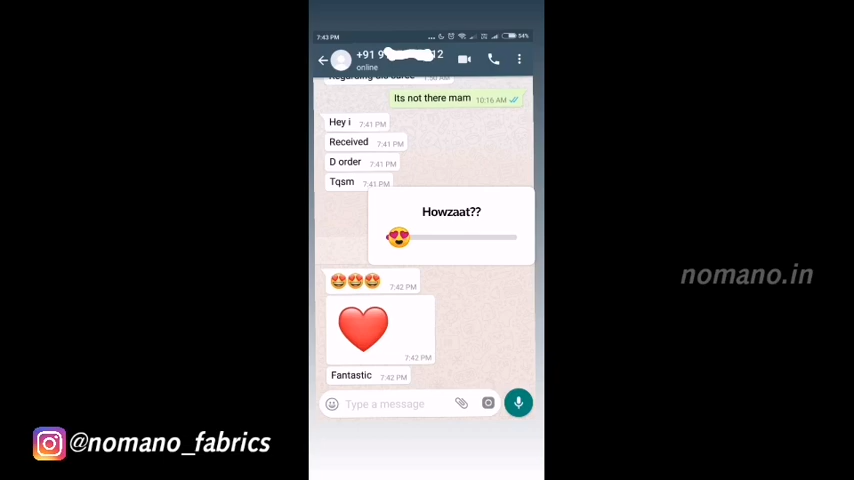 7:43 PM
54%
+91 9
12
online
Its not there mam 10:16 AM
Hey i 7:41 PM
Received 7:41 PM
D order 7:41 PM
Tqsm 7:41 PM
Howzaat??
7:42 PM
7:42 PM
Fantastic 7:42 PM
Type a message
nomano.in
@nomano_fabrics